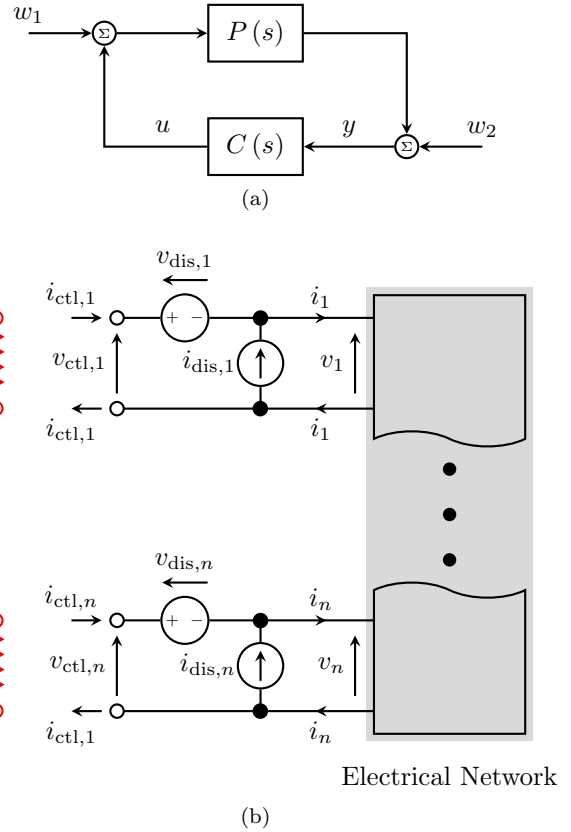 w₁
Σ
P (s)
u
C (s)
y
Σ
w₂
(a)
v_dis,1
i_ctl,1
+ −
i₁
v_ctl,1
i_dis,1
v₁
i_ctl,1
i₁
v_dis,n
i_ctl,n
+ −
i_n
v_ctl,n
i_dis,n
v_n
i_ctl,1
i_n
Electrical Network
(b)